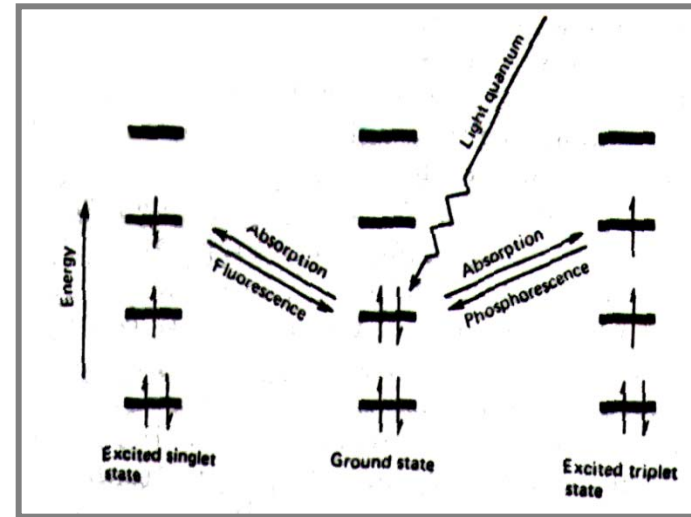 Light quantum
Energy
Absorption
Fluorescence
Absorption
Phosphorescence
Excited singlet
state
Ground state
Excited triplet
state